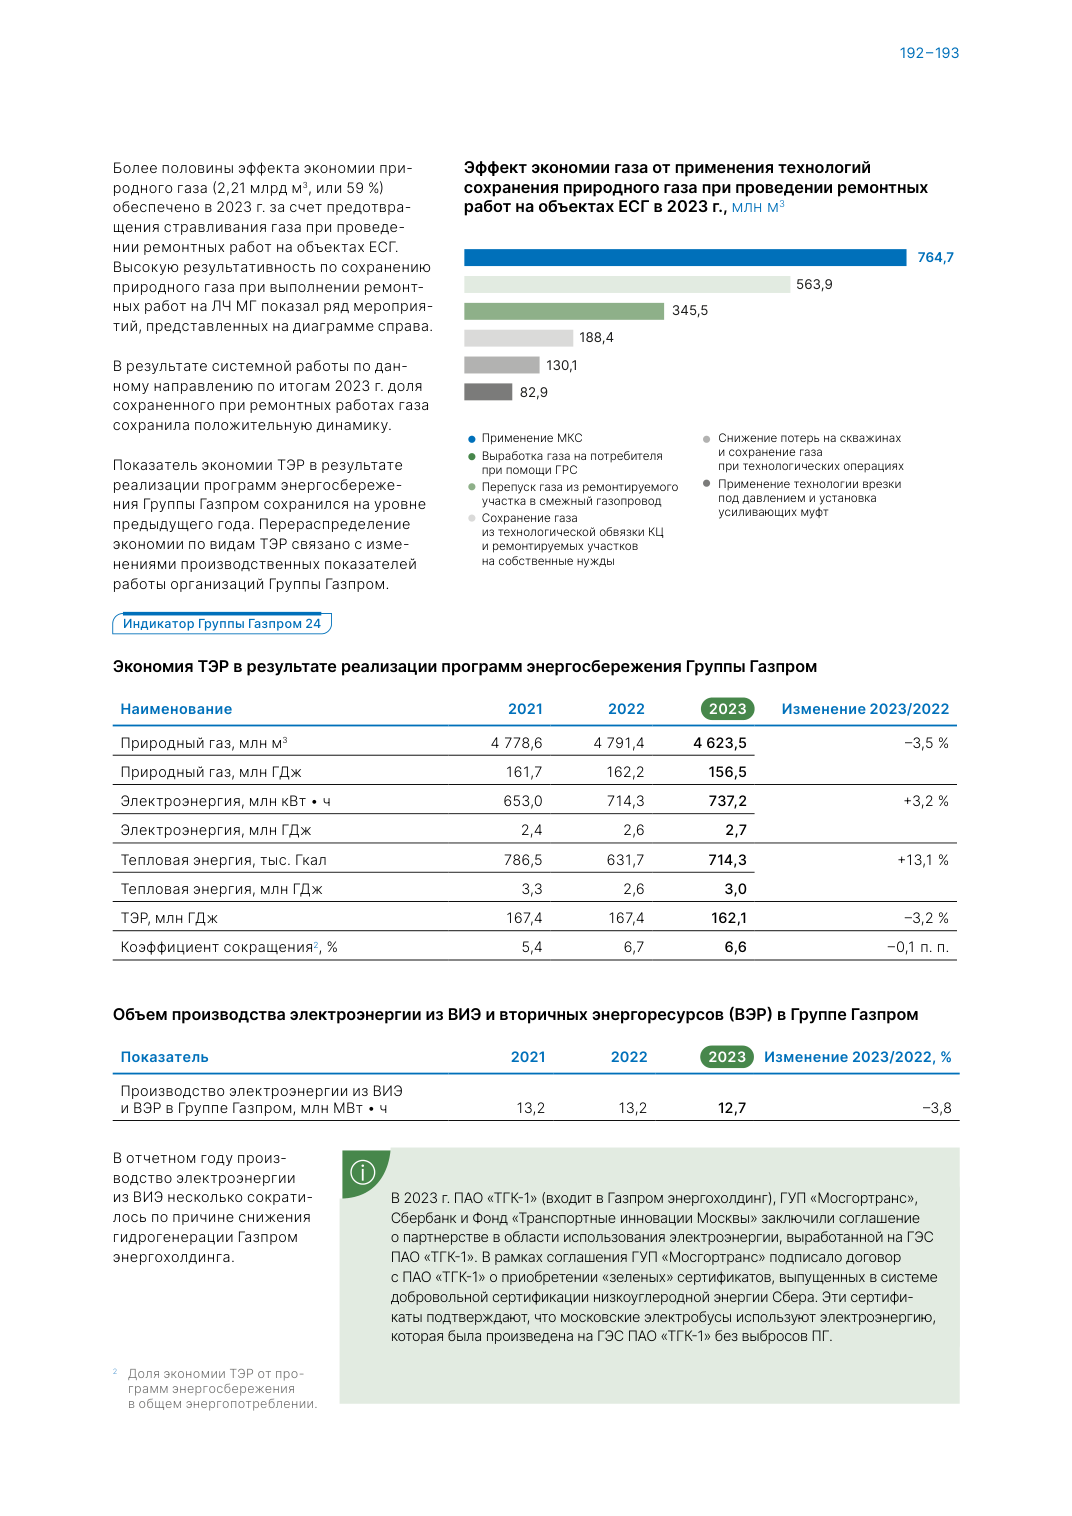 192–193
Более половины эффекта экономии при-
родного газа (2,21 млрд м³, или 59 %)
обеспечено в 2023 г. за счет предотвра-
щения стравливания газа при проведе-
нии ремонтных работ на объектах ЕСГ.
Высокую результативность по сохранению
природного газа при выполнении ремонт-
ных работ на ЛЧ МГ показал ряд мероприя-
тий, представленных на диаграмме справа.
В результате системной работы по дан-
ному направлению по итогам 2023 г. доля
сохраненного при ремонтных работах газа
сохранила положительную динамику.
Показатель экономии ТЭР в результате
реализации программ энергосбереже-
ния Группы Газпром сохранился на уровне
предыдущего года. Перераспределение
экономии по видам ТЭР связано с изме-
нениями производственных показателей
работы организаций Группы Газпром.
Эффект экономии газа от применения технологий
сохранения природного газа при проведении ремонтных
работ на объектах ЕСГ в 2023 г., млн м³
764,7
563,9
345,5
188,4
130,1
82,9
Применение МКС
Выработка газа на потребителя
при помощи ГРС
Перепуск газа из ремонтируемого
участка в смежный газопровод
Сохранение газа
из технологической обвязки КЦ
и ремонтируемых участков
на собственные нужды
Снижение потерь на скважинах
и сохранение газа
при технологических операциях
Применение технологии врезки
под давлением и установка
усиливающих муфт
Индикатор Группы Газпром 24
Экономия ТЭР в результате реализации программ энергосбережения Группы Газпром
Наименование 2021 2022 2023 Изменение 2023/2022
Природный газ, млн м³ 4 778,6 4 791,4 4 623,5 –3,5 %
Природный газ, млн ГДж 161,7 162,2 156,5
Электроэнергия, млн кВт • ч 653,0 714,3 737,2 +3,2 %
Электроэнергия, млн ГДж 2,4 2,6 2,7
Тепловая энергия, тыс. Гкал 786,5 631,7 714,3 +13,1 %
Тепловая энергия, млн ГДж 3,3 2,6 3,0
ТЭР, млн ГДж 167,4 167,4 162,1 –3,2 %
Коэффициент сокращения², % 5,4 6,7 6,6 –0,1 п. п.
Объем производства электроэнергии из ВИЭ и вторичных энергоресурсов (ВЭР) в Группе Газпром
Показатель 2021 2022 2023 Изменение 2023/2022, %
Производство электроэнергии из ВИЭ
и ВЭР в Группе Газпром, млн МВт • ч 13,2 13,2 12,7 –3,8
В отчетном году произ-
водство электроэнергии
из ВИЭ несколько сократи-
лось по причине снижения
гидрогенерации Газпром
энергохолдинга.
В 2023 г. ПАО «ТГК-1» (входит в Газпром энергохолдинг), ГУП «Мосгортранс»,
Сбербанк и Фонд «Транспортные инновации Москвы» заключили соглашение
о партнерстве в области использования электроэнергии, выработанной на ГЭС
ПАО «ТГК-1». В рамках соглашения ГУП «Мосгортранс» подписало договор
с ПАО «ТГК-1» о приобретении «зеленых» сертификатов, выпущенных в системе
добровольной сертификации низкоуглеродной энергии Сбера. Эти сертифи-
каты подтверждают, что московские электробусы используют электроэнергию,
которая была произведена на ГЭС ПАО «ТГК-1» без выбросов ПГ.
² Доля экономии ТЭР от про-
грамм энергосбережения
в общем энергопотреблении.